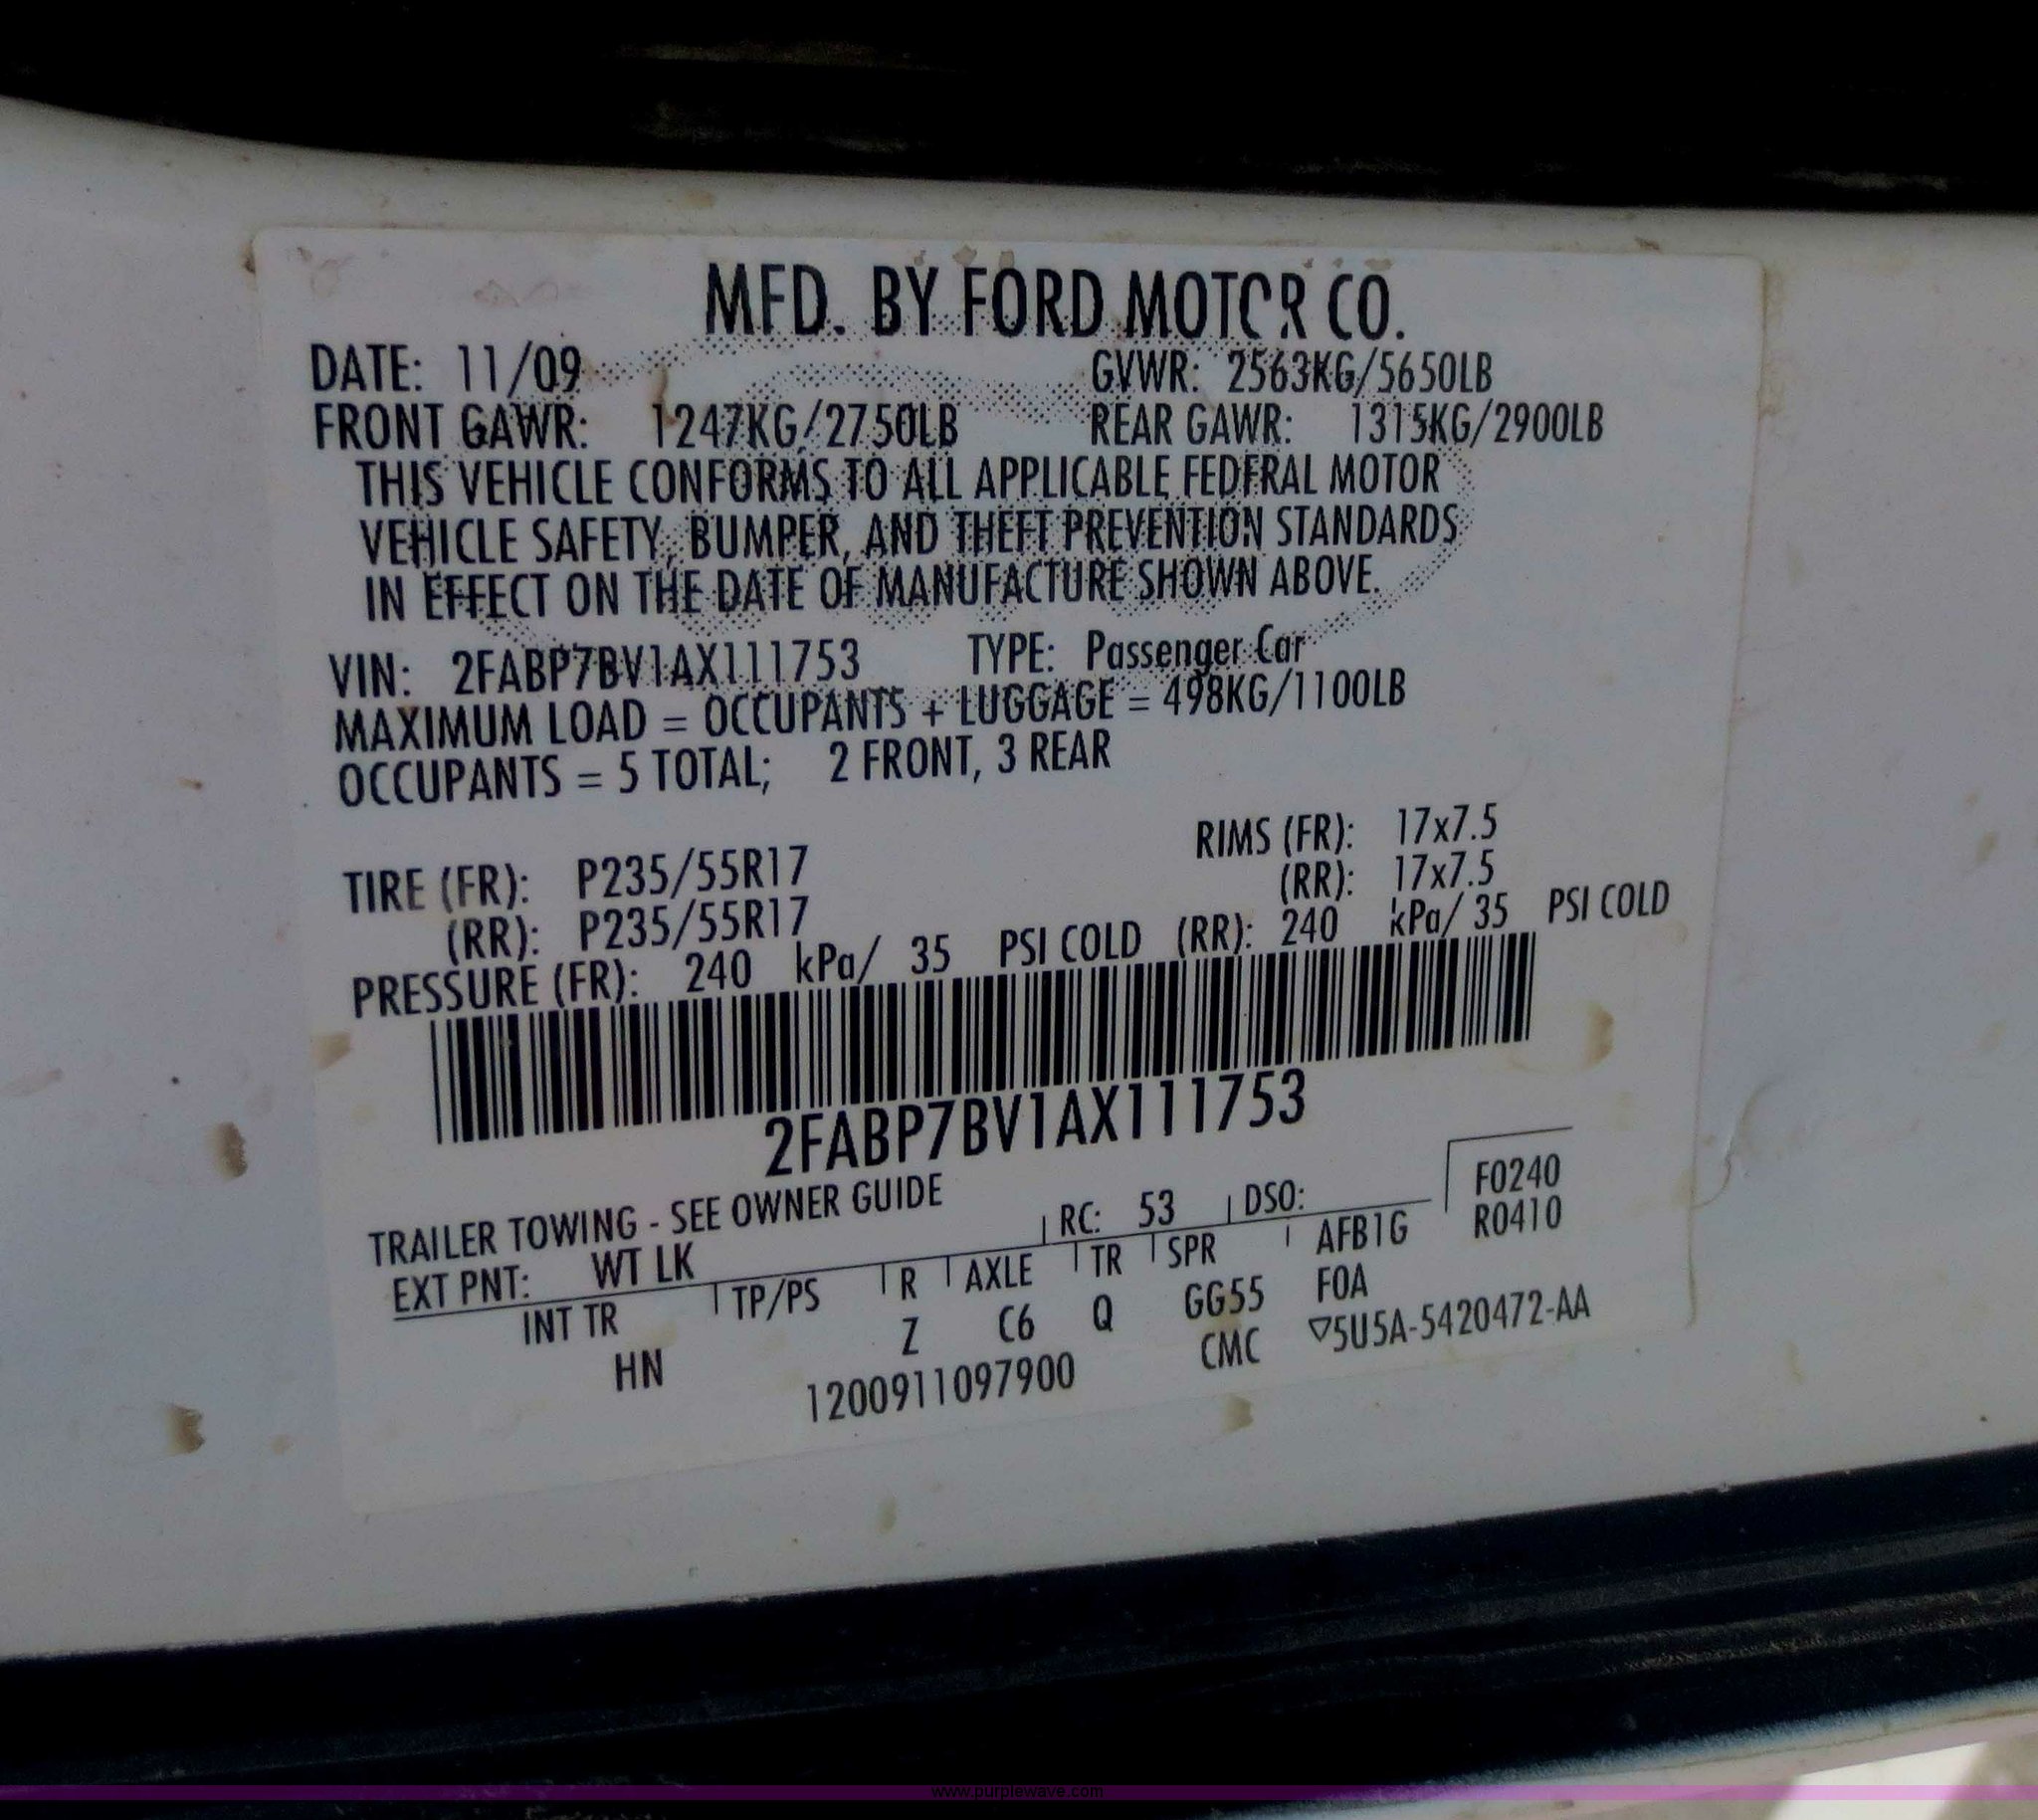 MFD. BY FORD MOTOR CO.
DATE: 11/09 GVWR: 2563KG/5650LB
FRONT GAWR: 1247KG/2750LB REAR GAWR: 1315KG/2900LB
THIS VEHICLE CONFORMS TO ALL APPLICABLE FEDERAL MOTOR
VEHICLE SAFETY, BUMPER, AND THEFT PREVENTION STANDARDS
IN EFFECT ON THE DATE OF MANUFACTURE SHOWN ABOVE.
VIN: 2FABP7BV1AX111753 TYPE: Passenger Car
MAXIMUM LOAD = OCCUPANTS + LUGGAGE = 498KG/1100LB
OCCUPANTS = 5 TOTAL; 2 FRONT, 3 REAR
TIRE (FR): P235/55R17 RIMS (FR): 17x7.5
(RR): P235/55R17 (RR): 17x7.5
PRESSURE (FR): 240 kPa/ 35 PSI COLD (RR): 240 kPa/ 35 PSI COLD
2FABP7BV1AX111753
TRAILER TOWING - SEE OWNER GUIDE
F0240
EXT PNT: WT LK RC: 53 DSO: R0410
INT TR TP/PS R AXLE TR SPR AFB1G
HN Z C6 Q GG55 F0A
1200911097900 CMC ▽5U5A-5420472-AA
www.purplewave.com